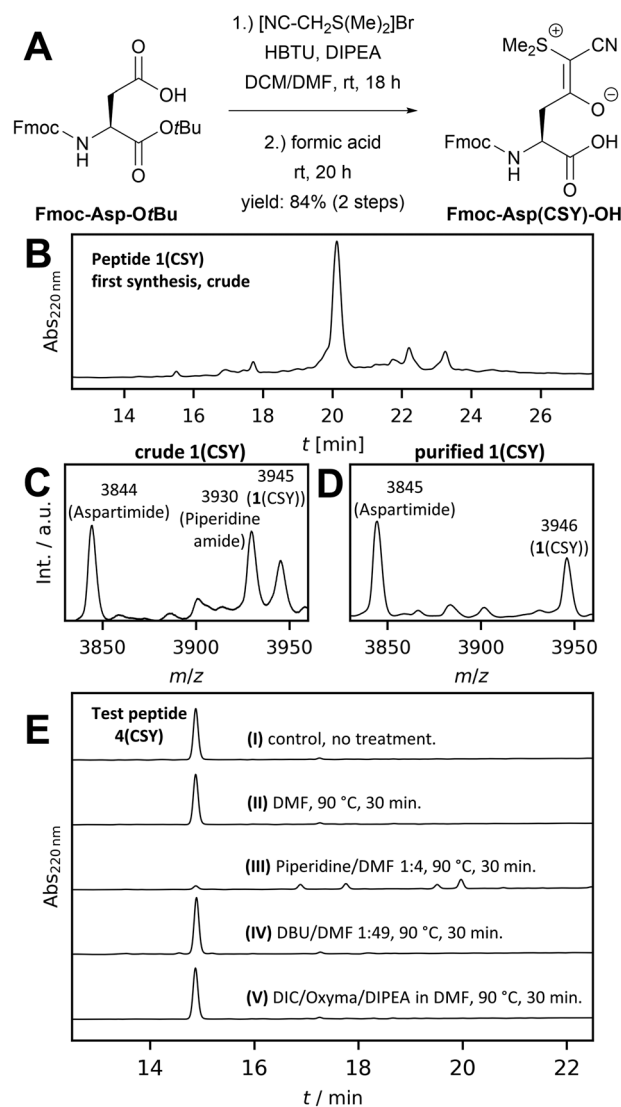 A
1.) [NC-CH2S(Me)2]Br
HBTU, DIPEA
DCM/DMF, rt, 18 h
2.) formic acid
rt, 20 h
yield: 84% (2 steps)
O
OH
OtBu
Fmoc
N
H
O
Fmoc-Asp-OtBu
⊕
Me2S
CN
O
⊖
OH
Fmoc
N
H
O
Fmoc-Asp(CSY)-OH
B
Peptide 1(CSY)
first synthesis, crude
Abs220 nm
14 16 18 20 22 24 26
t [min]
C
crude 1(CSY)
3844
(Aspartimide)
3930
(Piperidine
amide)
3945
(1(CSY))
Int. / a.u.
3850 3900 3950
m/z
D
purified 1(CSY)
3845
(Aspartimide)
3946
(1(CSY))
3850 3900 3950
m/z
E
Test peptide
4(CSY)
(I) control, no treatment.
(II) DMF, 90 °C, 30 min.
(III) Piperidine/DMF 1:4, 90 °C, 30 min.
(IV) DBU/DMF 1:49, 90 °C, 30 min.
(V) DIC/Oxyma/DIPEA in DMF, 90 °C, 30 min.
Abs220 nm
14 16 18 20 22
t / min